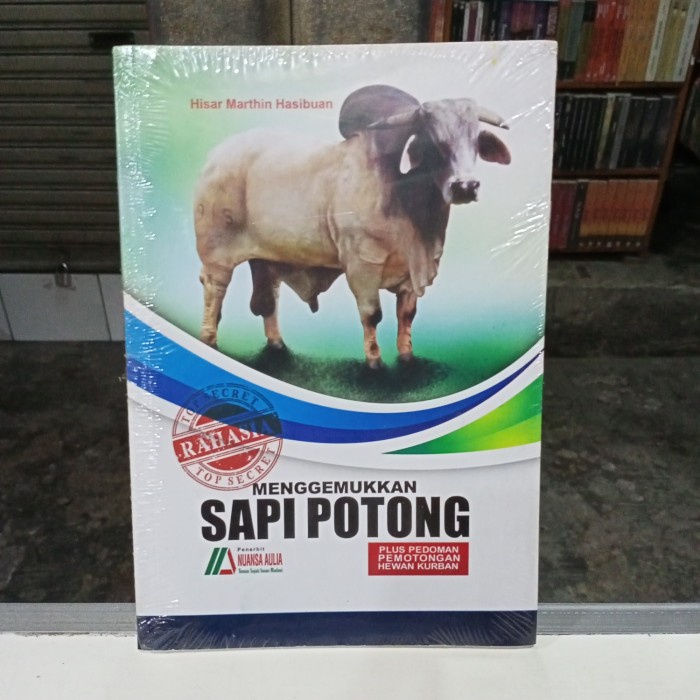 Hisar Marthin Hasibuan
TOP SECRET
RAHASIA
TOP SECRET
MENGGEMUKKAN
SAPI POTONG
Penerbit
NUANSA AULIA
PLUS PEDOMAN
PEMOTONGAN
HEWAN KURBAN